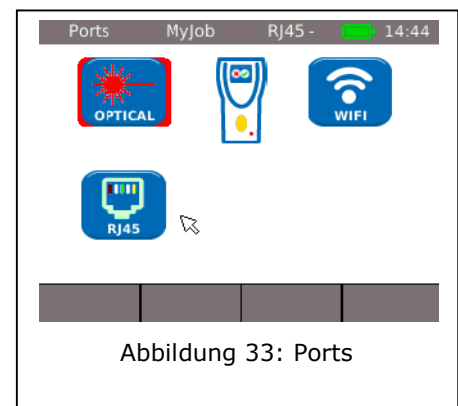 Ports MyJob RJ45 - 14:44
OPTICAL
WIFI
RJ45
Abbildung 33: Ports